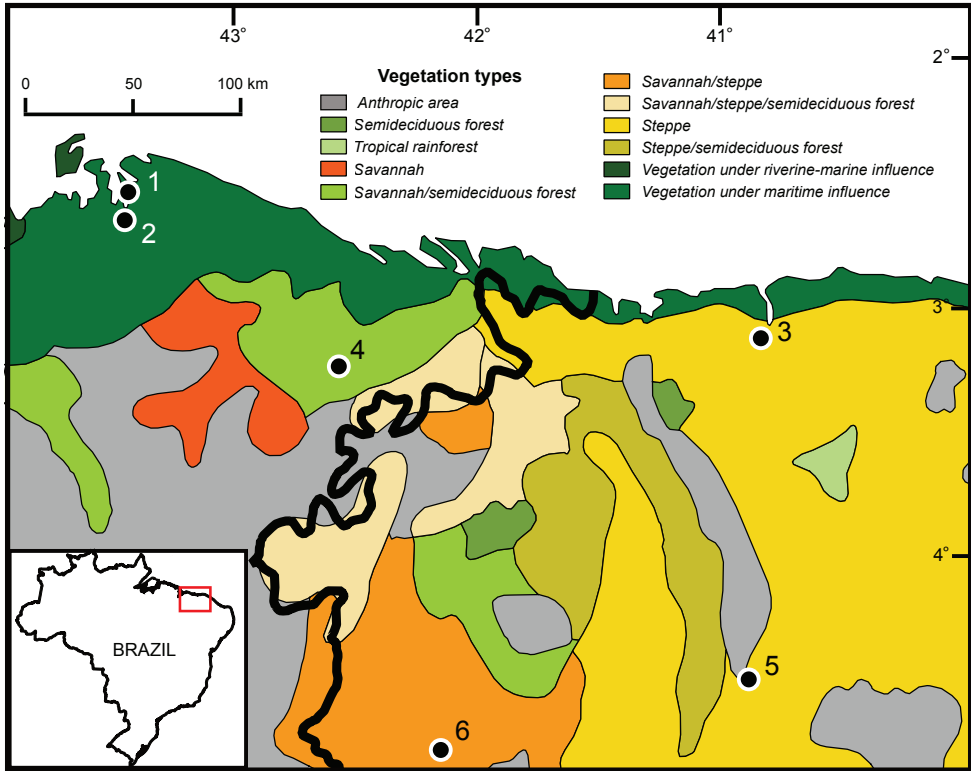 43°
42°
41°
2°
3°
4°
0
50
100 km
Vegetation types
Anthropic area
Semideciduous forest
Tropical rainforest
Savannah
Savannah/semideciduous forest
Savannah/steppe
Savannah/steppe/semideciduous forest
Steppe
Steppe/semideciduous forest
Vegetation under riverine-marine influence
Vegetation under maritime influence
1
2
3
4
5
6
BRAZIL